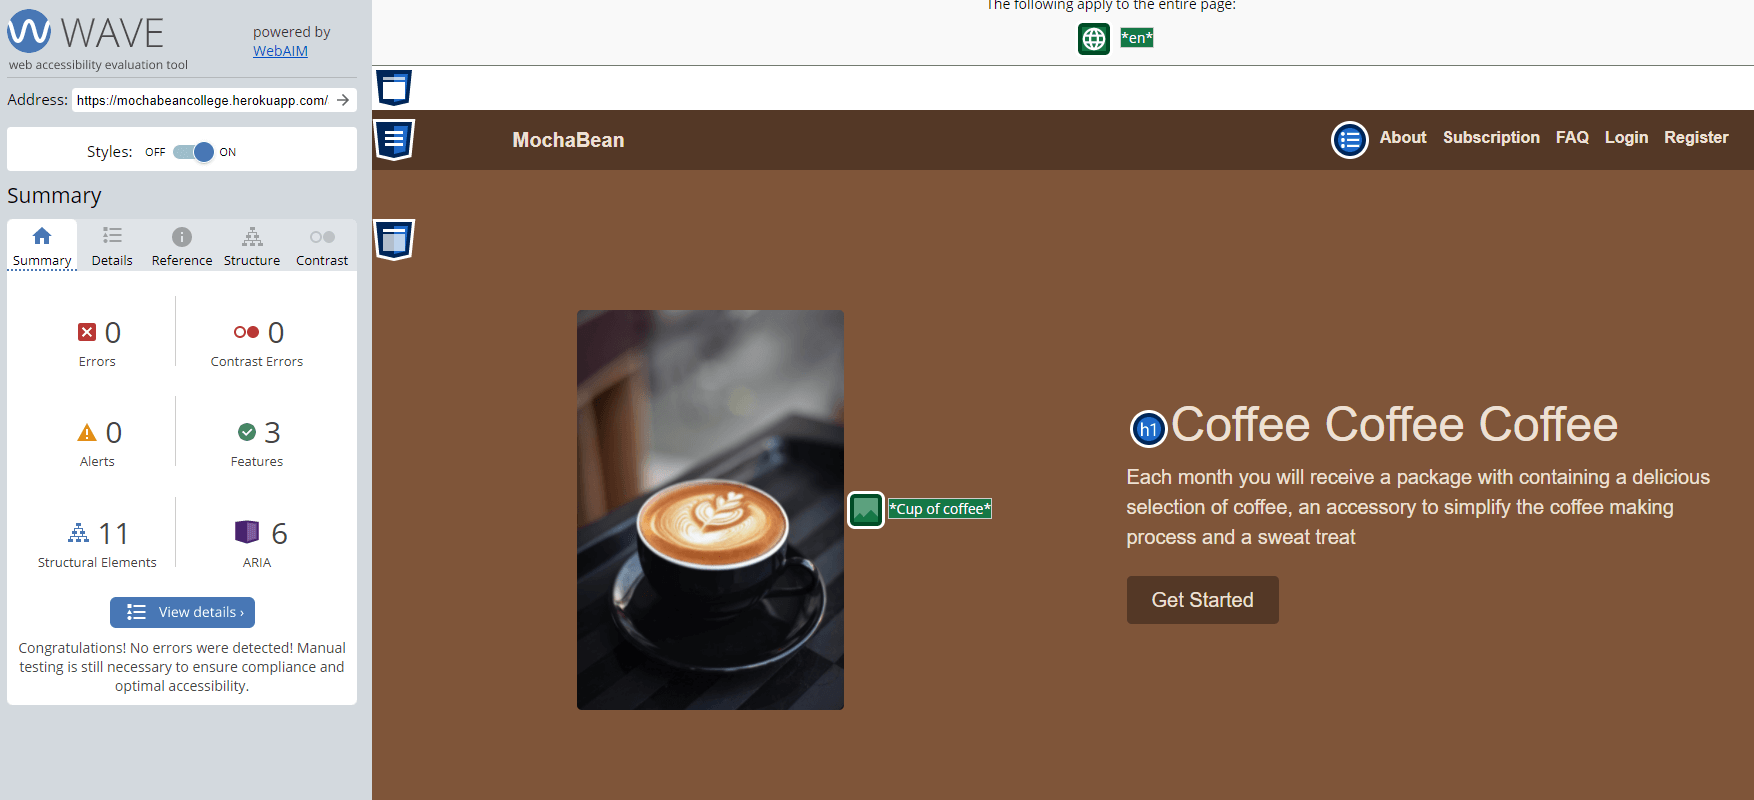 WAVE
powered by
WebAIM
web accessibility evaluation tool
Address: https://mochabeancollege.herokuapp.com/
Styles: OFF ON
Summary
Summary Details Reference Structure Contrast
0 0
Errors Contrast Errors
0 3
Alerts Features
11 6
Structural Elements ARIA
View details ›
Congratulations! No errors were detected! Manual
testing is still necessary to ensure compliance and
optimal accessibility.
The following apply to the entire page:
*en*
MochaBean About Subscription FAQ Login Register
*Cup of coffee*
h1 Coffee Coffee Coffee
Each month you will receive a package with containing a delicious
selection of coffee, an accessory to simplify the coffee making
process and a sweat treat
Get Started